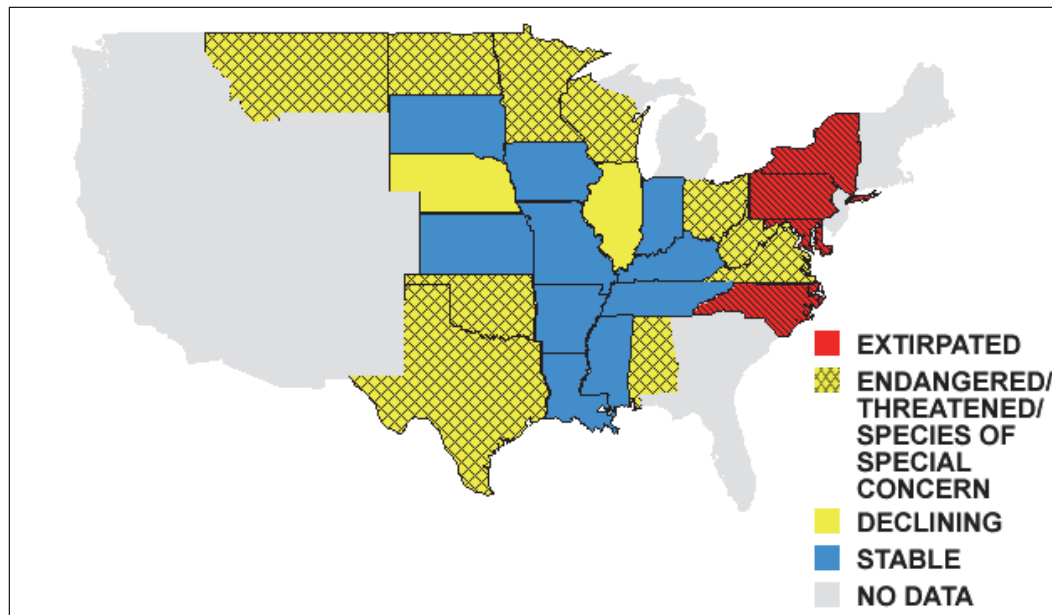 EXTIRPATED
ENDANGERED/
THREATENED/
SPECIES OF
SPECIAL
CONCERN
DECLINING
STABLE
NO DATA